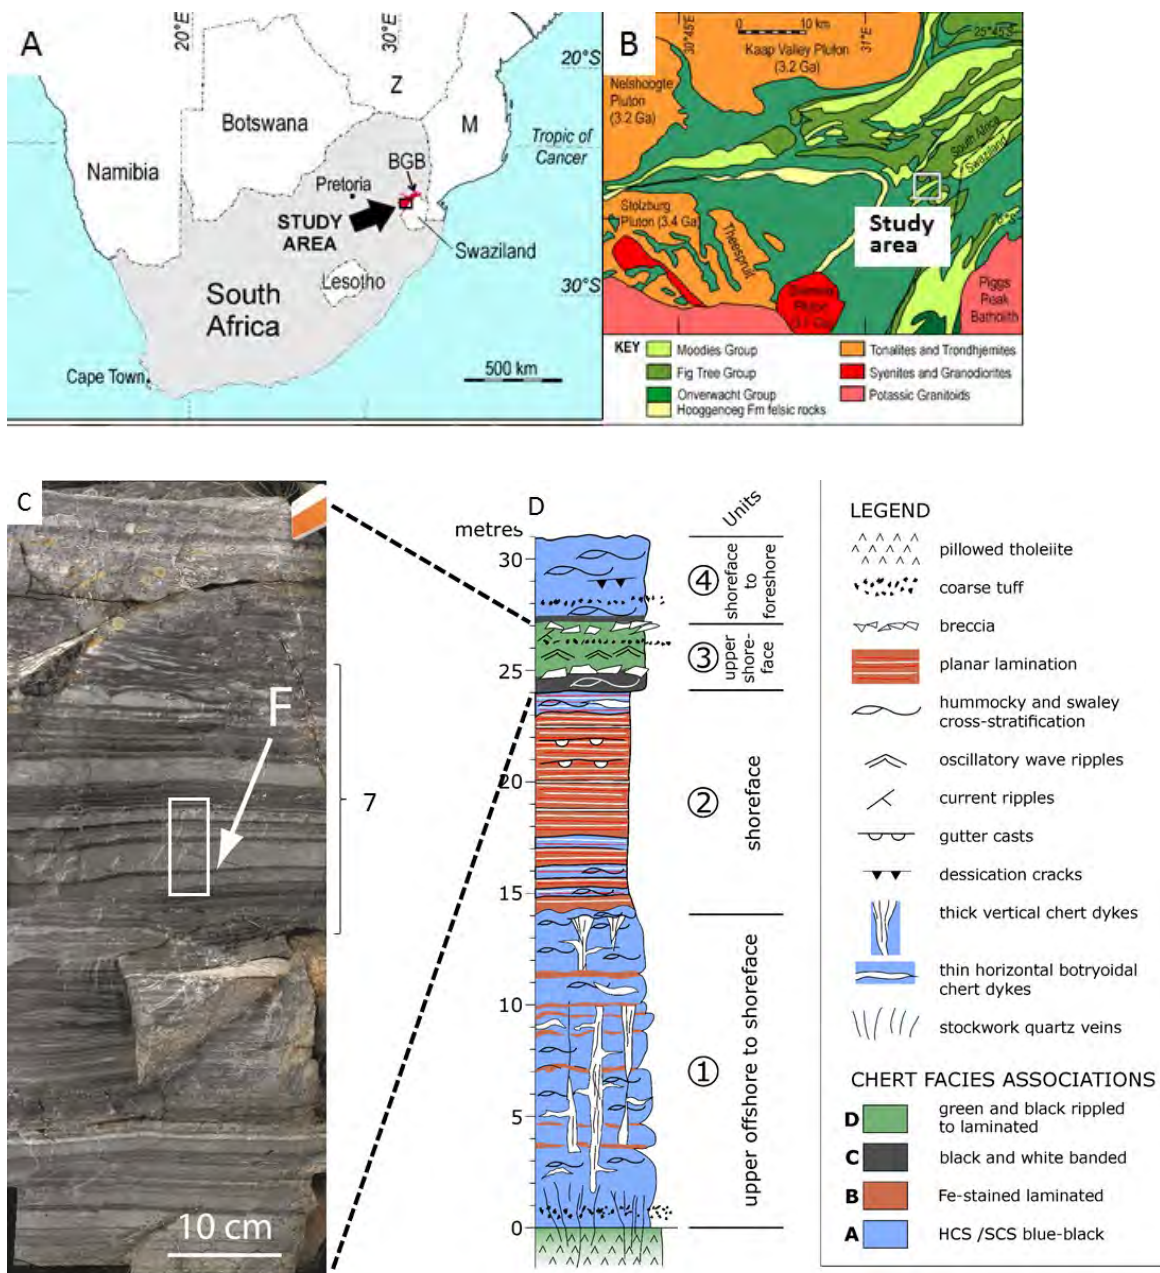 A
20°E
30°E
20°S
Z
Botswana
M
Tropic of
Cancer
Namibia
BGB
Pretoria
STUDY
AREA
Swaziland
Lesotho
30°S
South
Africa
Cape Town
500 km
B
0 10 km
30°45'E
31°E
25°45'S
Kaap Valley Pluton
(3.2 Ga)
Nelshoogte
Pluton
(3.2 Ga)
South Africa
Swaziland
Stolzburg
Pluton (3.4 Ga)
Theespruit
Study
area
Pluton
Piggs
Peak
Batholith
KEY
Moodies Group
Fig Tree Group
Onverwacht Group
Hooggenoeg Fm felsic rocks
Tonalites and Trondhjemites
Syenites and Granodiorites
Potassic Granitoids
C
F
7
10 cm
D
metres
Units
30
25
20
15
10
5
0
4
shoreface
to
foreshore
3
upper
shore-
face
2
shoreface
1
upper offshore to shoreface
LEGEND
pillowed tholeiite
coarse tuff
breccia
planar lamination
hummocky and swaley
cross-stratification
oscillatory wave ripples
current ripples
gutter casts
dessication cracks
thick vertical chert dykes
thin horizontal botryoidal
chert dykes
stockwork quartz veins
CHERT FACIES ASSOCIATIONS
D green and black rippled
to laminated
C black and white banded
B Fe-stained laminated
A HCS /SCS blue-black